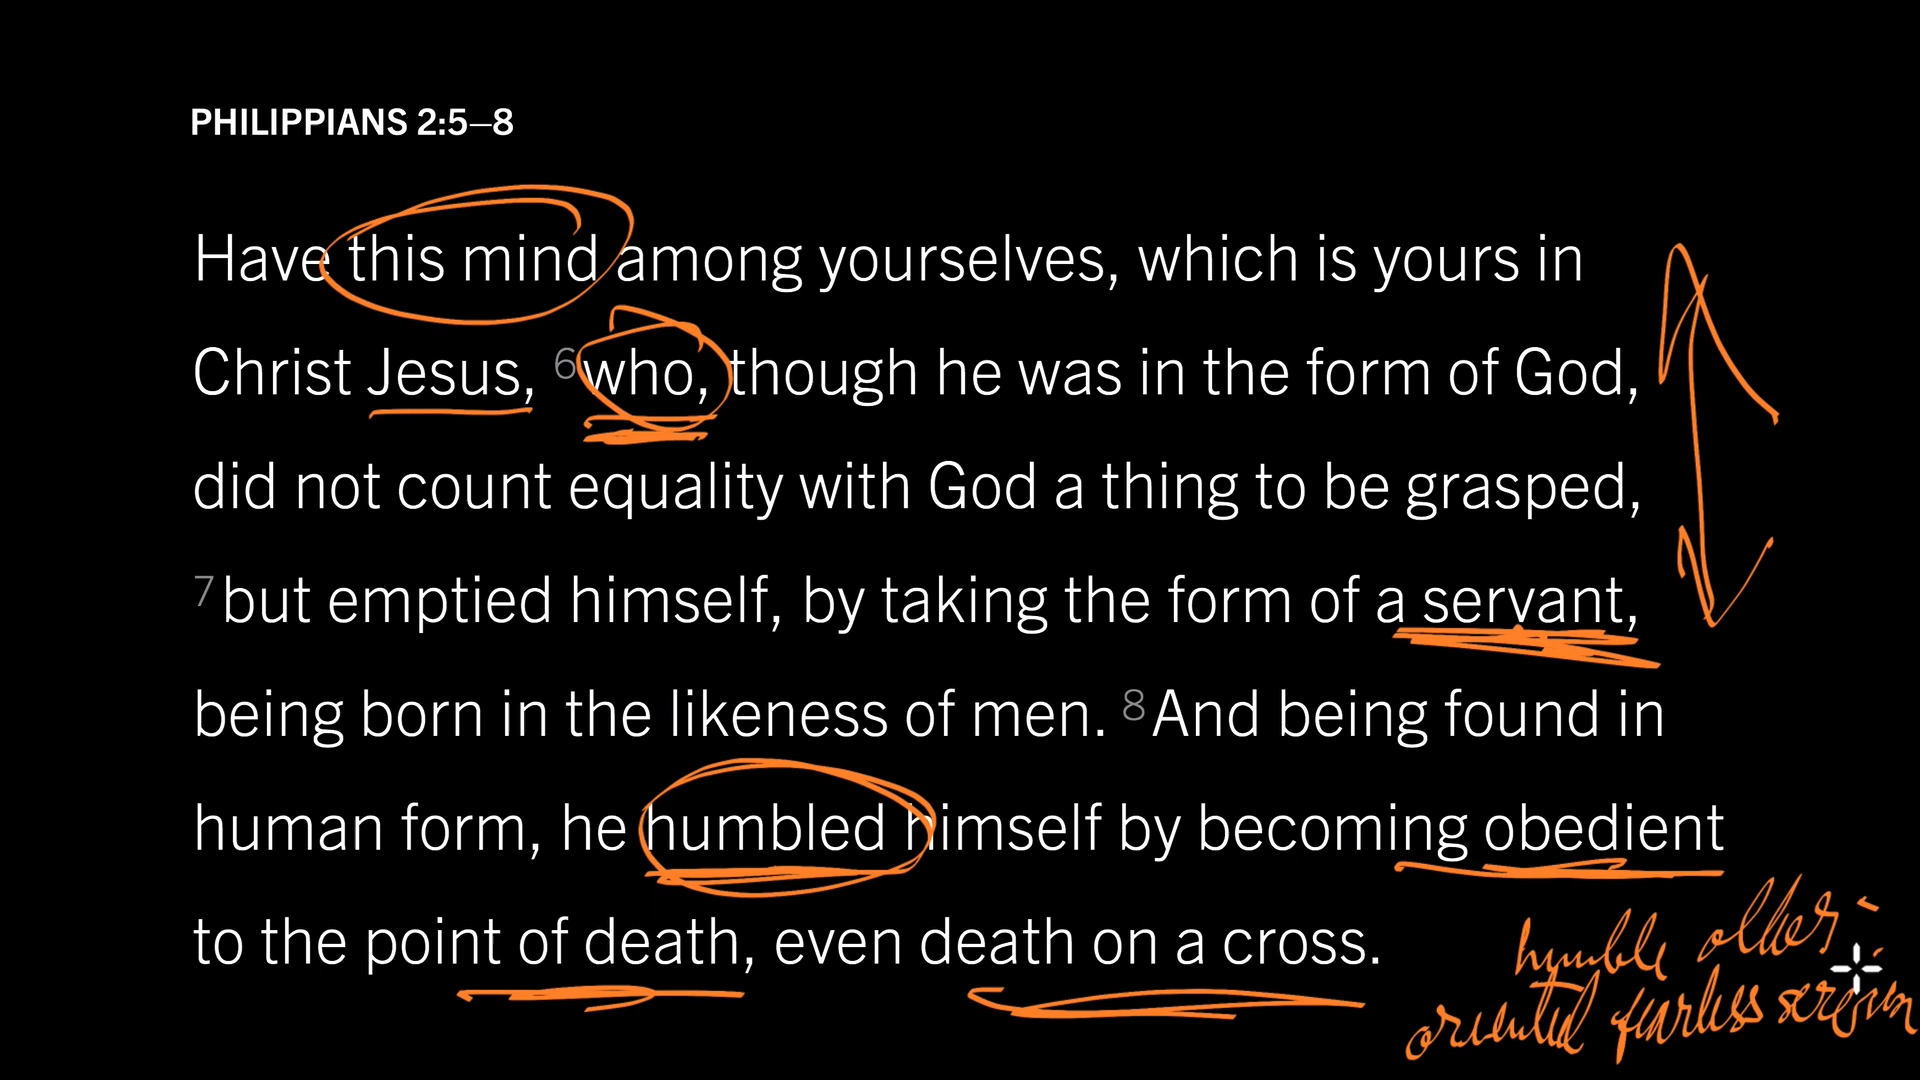 PHILIPPIANS 2:5–8
Have this mind among yourselves, which is yours in
Christ Jesus, 6 who, though he was in the form of God,
did not count equality with God a thing to be grasped,
7 but emptied himself, by taking the form of a servant,
being born in the likeness of men. 8 And being found in
human form, he humbled himself by becoming obedient
to the point of death, even death on a cross.
humble other-
oriented fearless